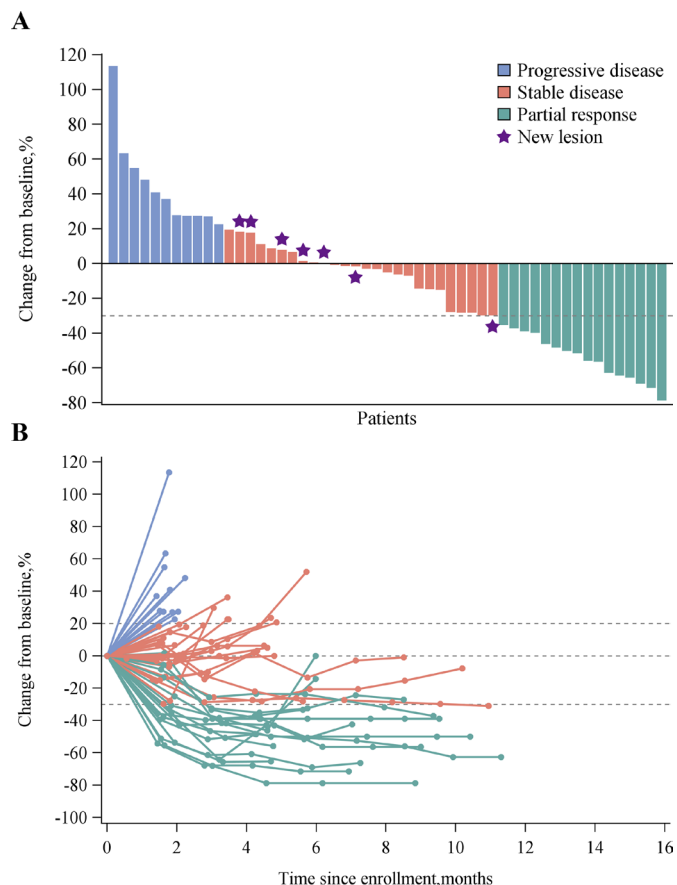 A
120
100
80
60
40
20
0
-20
-40
-60
-80
Change from baseline,%
Progressive disease
Stable disease
Partial response
New lesion
Patients
B
120
100
80
60
40
20
0
-20
-40
-60
-80
-100
Change from baseline,%
0 2 4 6 8 10 12 14 16
Time since enrollment,months